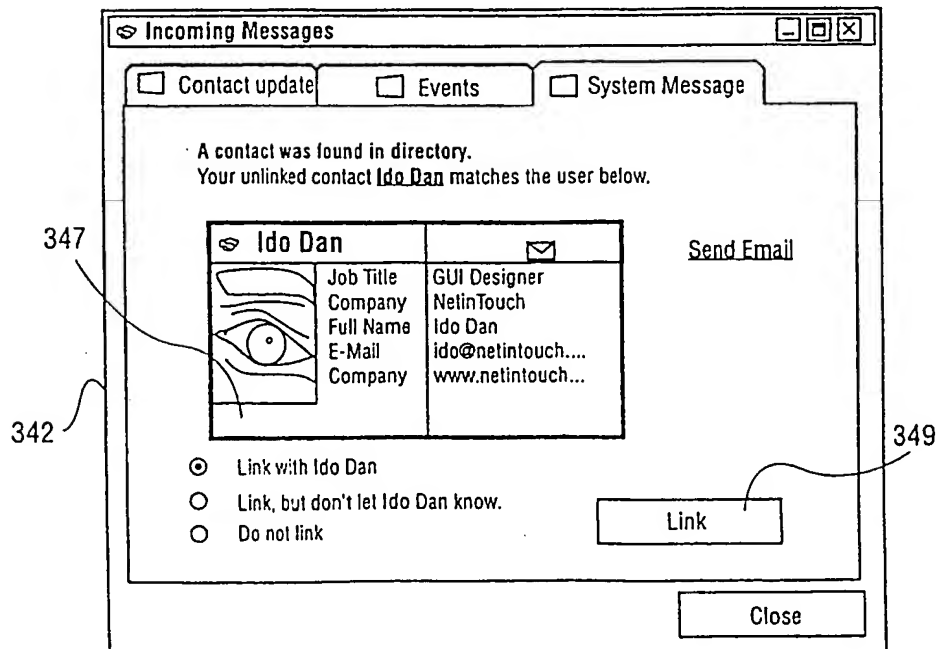 Incoming Messages
Contact update
Events
System Message
A contact was found in directory.
Your unlinked contact Ido Dan matches the user below.
347
Ido Dan
Send Email
Job Title GUI Designer
Company NetinTouch
Full Name Ido Dan
E-Mail ido@netintouch....
Company www.netintouch...
342
349
Link with Ido Dan
Link, but don't let Ido Dan know.
Do not link
Link
Close